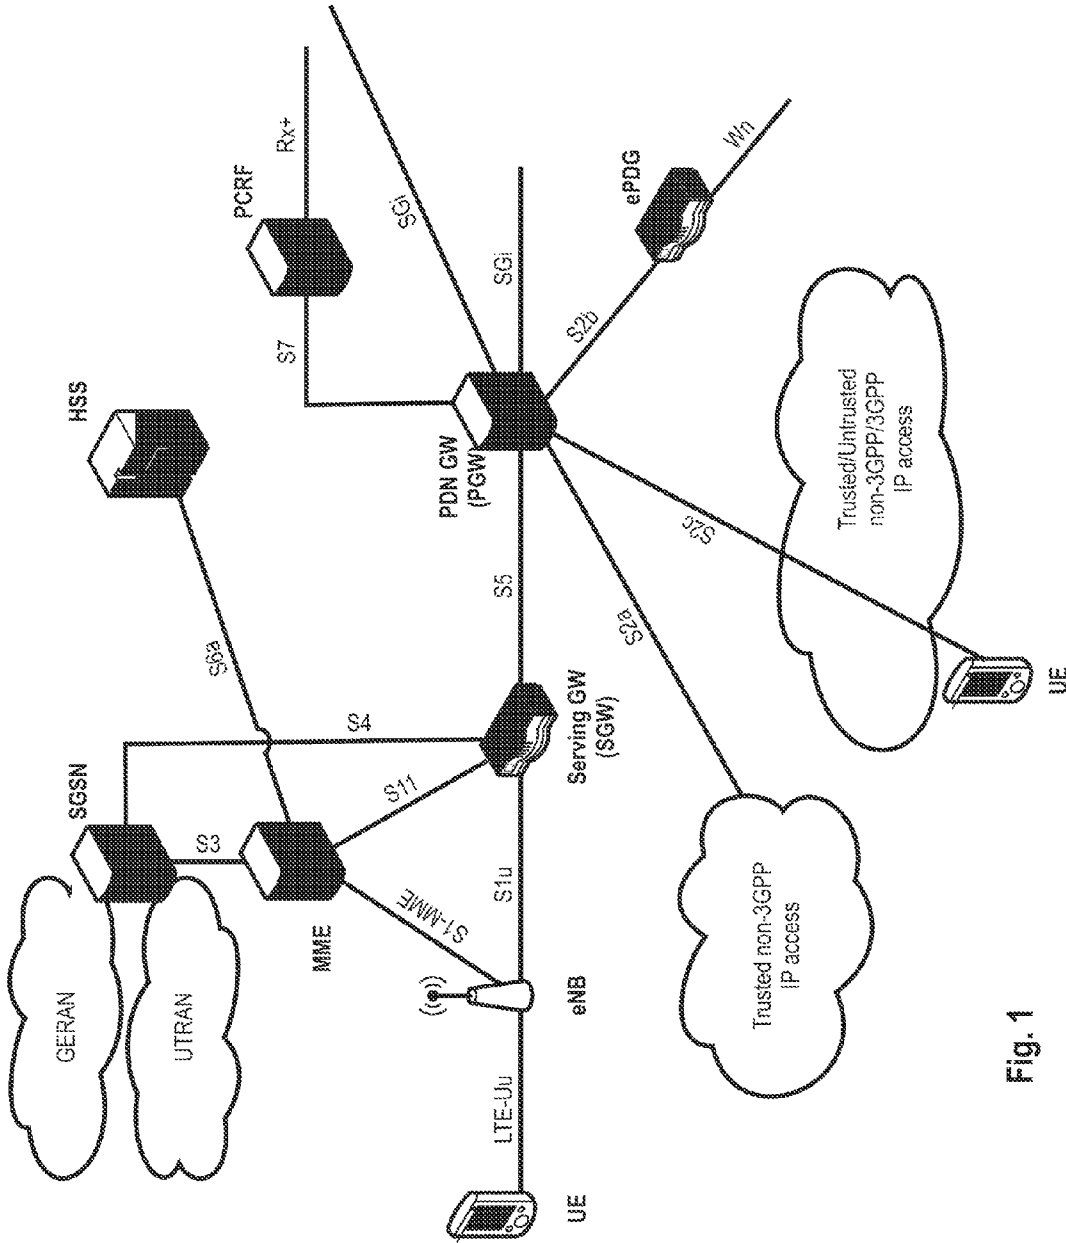 GERAN
UTRAN
SGSN
HSS
PCRF
Rx+
S7
S3
S6a
S4
MME
S11
SGi
PDN GW
(PGW)
S1-MME
LTE-Uu
S1u
S5
SGi
UE
eNB
Serving GW
(SGW)
S2b
ePDG
Wn
S2a
S2c
Trusted non-3GPP
IP access
Trusted/Untrusted
non-3GPP/3GPP
IP access
UE
Fig. 1